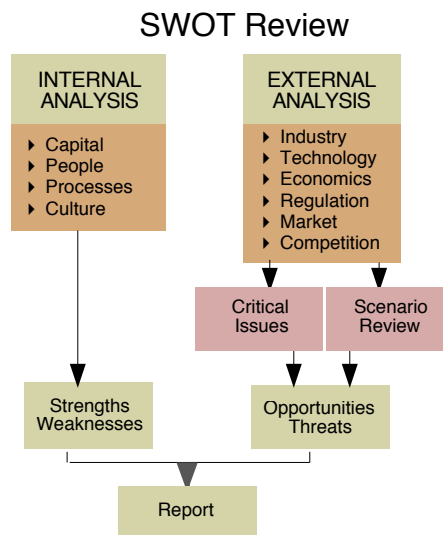 SWOT Review
INTERNAL
ANALYSIS
Capital
People
Processes
Culture
EXTERNAL
ANALYSIS
Industry
Technology
Economics
Regulation
Market
Competition
Critical
Issues
Scenario
Review
Strengths
Weaknesses
Opportunities
Threats
Report